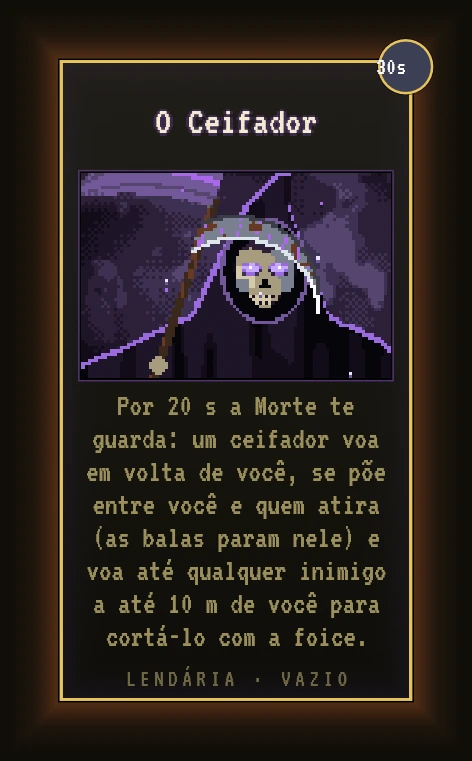 30s
O Ceifador
Por 20 s a Morte te
guarda: um ceifador voa
em volta de você, se põe
entre você e quem atira
(as balas param nele) e
voa até qualquer inimigo
a até 10 m de você para
cortá-lo com a foice.
LENDÁRIA · VAZIO